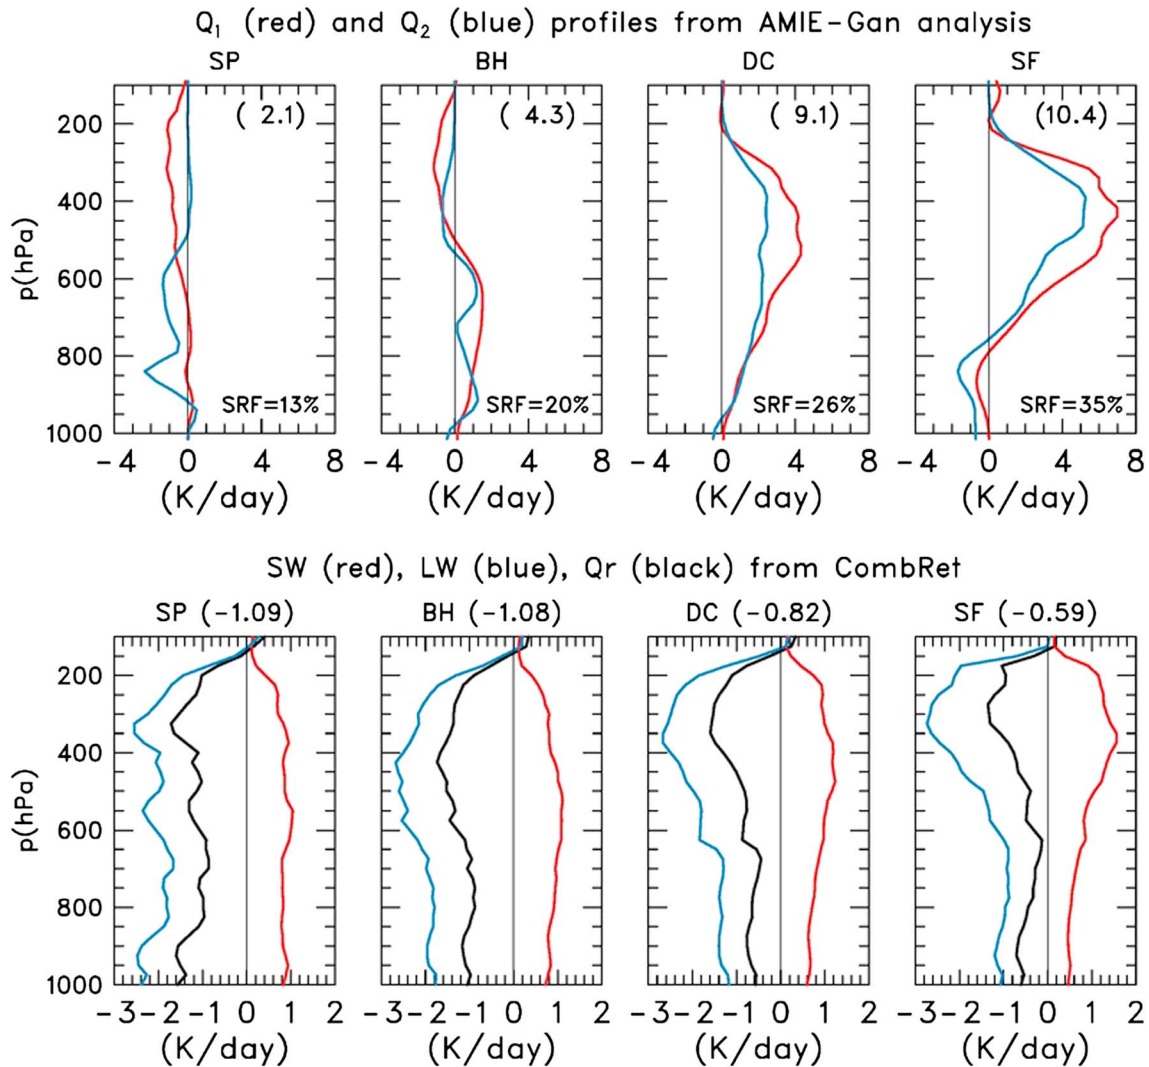 Q₁ (red) and Q₂ (blue) profiles from AMIE-Gan analysis
SP BH DC SF
( 2.1) ( 4.3) ( 9.1) (10.4)
200
400
p(hPa)
600
800
SRF=13% SRF=20% SRF=26% SRF=35%
1000
-4 0 4 8 -4 0 4 8 -4 0 4 8 -4 0 4 8
(K/day) (K/day) (K/day) (K/day)
SW (red), LW (blue), Qr (black) from CombRet
SP (-1.09) BH (-1.08) DC (-0.82) SF (-0.59)
200
400
p(hPa)
600
800
1000
-3 -2 -1 0 1 2 -3 -2 -1 0 1 2 -3 -2 -1 0 1 2 -3 -2 -1 0 1 2
(K/day) (K/day) (K/day) (K/day)